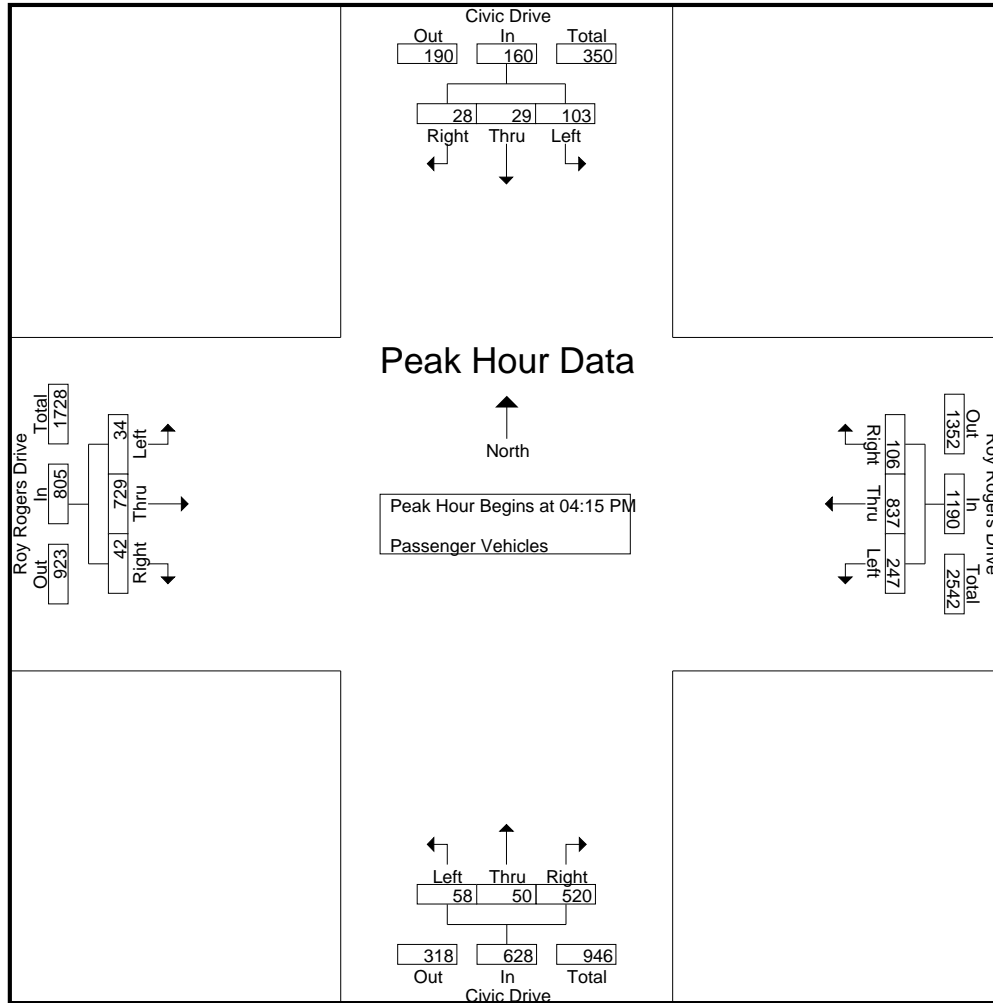 Civic Drive
Out In Total
190 160 350
28 29 103
Right Thru Left
Peak Hour Data
North
Peak Hour Begins at 04:15 PM
Passenger Vehicles
Roy Rogers Drive
Total In Out
1728 805 923
34 729 42
Left Thru Right
Roy Rogers Drive
Out In Total
1352 1190 2542
106 837 247
Right Thru Left
Left Thru Right
58 50 520
318 628 946
Out In Total
Civic Drive